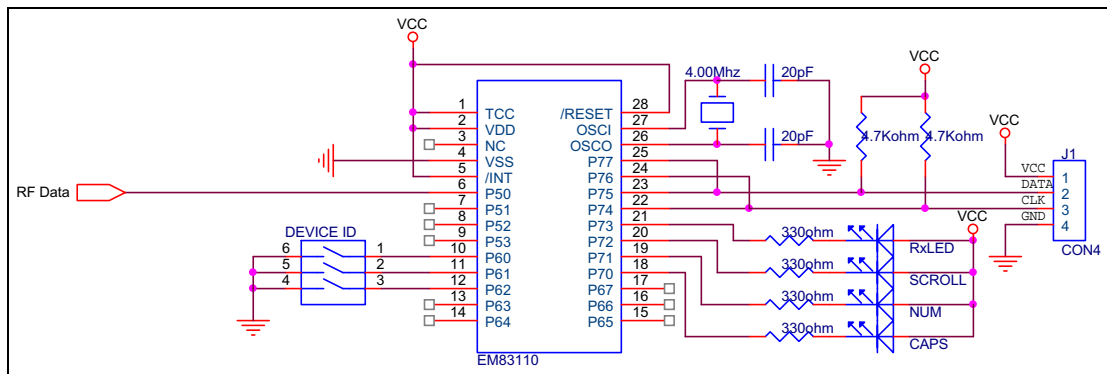 VCC
VCC
VCC
4.00Mhz
20pF
20pF
4.7Kohm
4.7Kohm
RF Data
1 TCC
2 VDD
3 NC
4 VSS
5 /INT
6 P50
7 P51
8 P52
9 P53
10 P60
11 P61
12 P62
13 P63
14 P64
/RESET 28
OSCI 27
OSCO 26
P77 25
P76 24
P75 23
P74 22
P73 21
P72 20
P71 19
P70 18
P67 17
P66 16
P65 15
EM83110
DEVICE ID
6 1
5 2
4 3
J1
VCC 1
DATA 2
CLK 3
GND 4
CON4
VCC
330ohm RxLED
330ohm SCROLL
330ohm NUM
330ohm CAPS